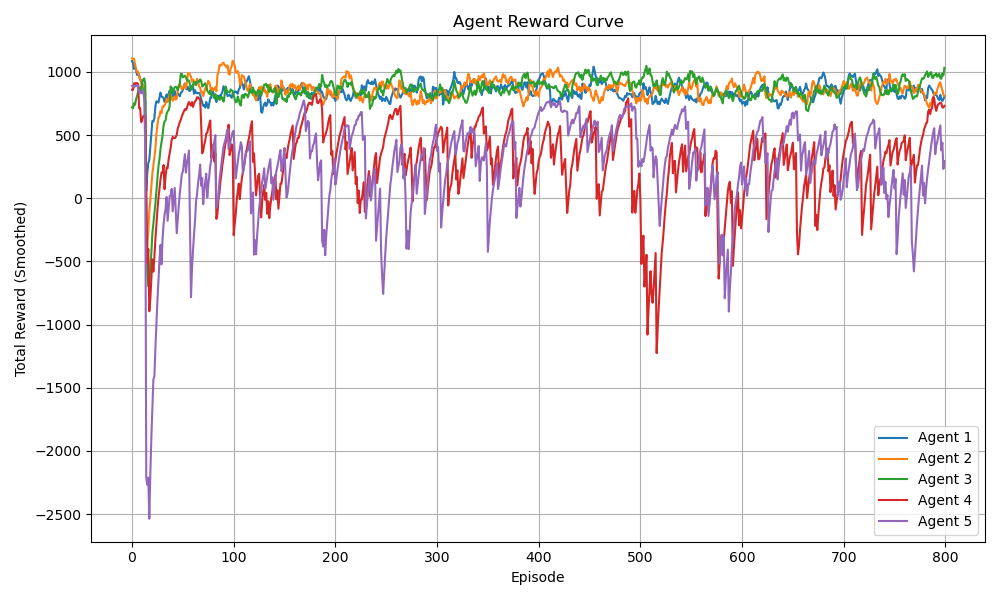 Agent Reward Curve
Total Reward (Smoothed)
1000
500
0
−500
−1000
−1500
−2000
−2500
0 100 200 300 400 500 600 700 800
Episode
Agent 1
Agent 2
Agent 3
Agent 4
Agent 5